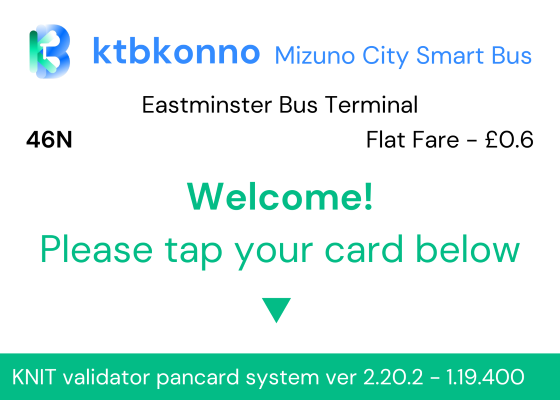 ktbkonno Mizuno City Smart Bus
Eastminster Bus Terminal
46N Flat Fare - £0.6
Welcome!
Please tap your card below
KNIT validator pancard system ver 2.20.2 - 1.19.400